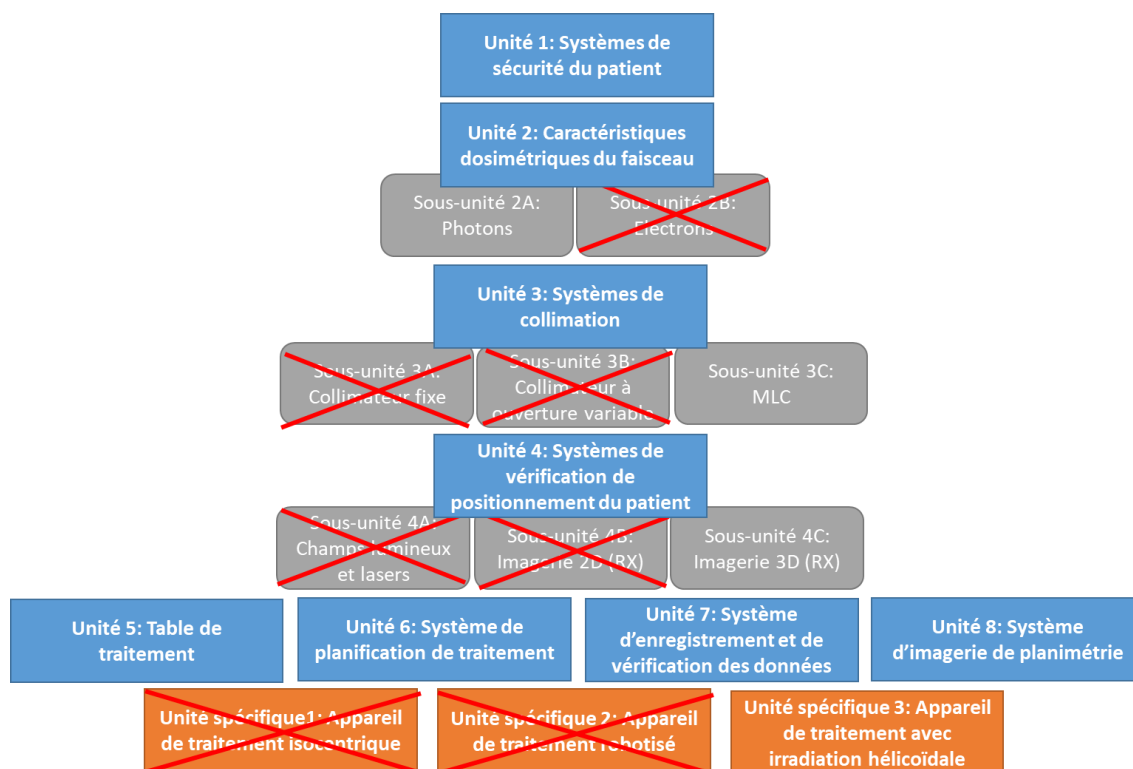 Unité 1: Systèmes de
sécurité du patient
Unité 2: Caractéristiques
dosimétriques du faisceau
Sous-unité 2A:
Photons
Sous-unité 2B:
Electrons
Unité 3: Systèmes de
collimation
Sous-unité 3A:
Collimateur fixe
Sous-unité 3B:
Collimateur à
ouverture variable
Sous-unité 3C:
MLC
Unité 4: Systèmes de
vérification de
positionnement du patient
Sous-unité 4A:
Champs lumineux
et lasers
Sous-unité 4B:
Imagerie 2D (RX)
Sous-unité 4C:
Imagerie 3D (RX)
Unité 5: Table de
traitement
Unité 6: Système de
planification de traitement
Unité 7: Système
d'enregistrement et de
vérification des données
Unité 8: Système
d'imagerie de planimétrie
Unité spécifique1: Appareil
de traitement isocentrique
Unité spécifique 2: Appareil
de traitement robotisé
Unité spécifique 3: Appareil
de traitement avec
irradiation hélicoïdale